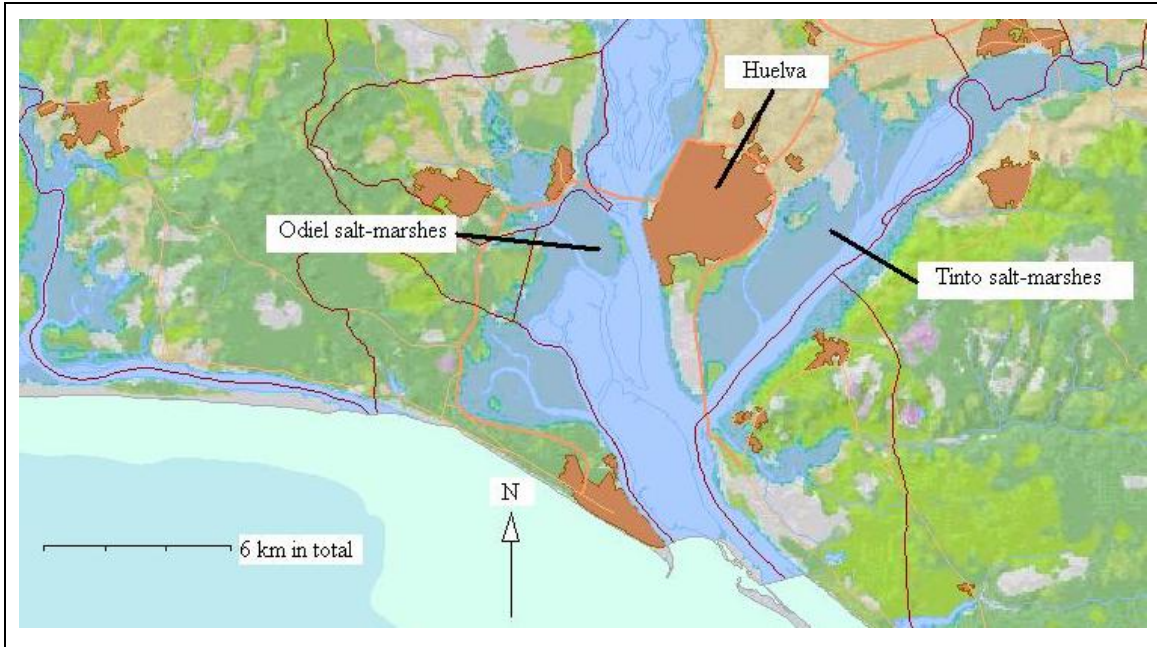 Huelva
Odiel salt-marshes
Tinto salt-marshes
N
6 km in total